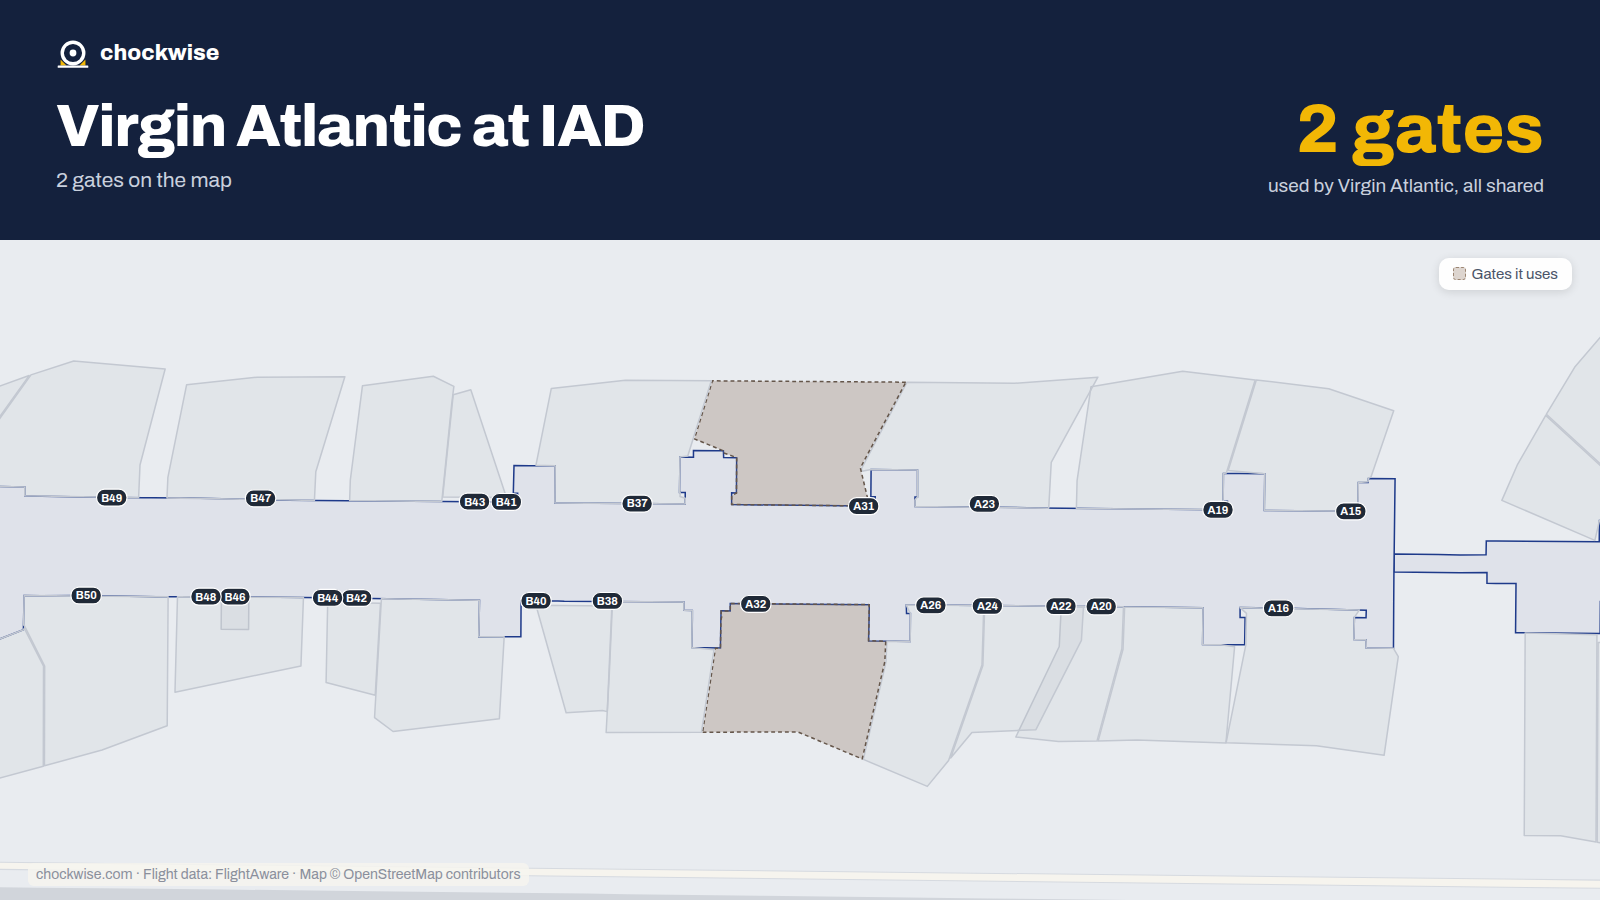 chockwise
Virgin Atlantic at IAD
2 gates on the map
2 gates
used by Virgin Atlantic, all shared
Gates it uses
B49
B47
B43
B41
B37
A31
A23
A19
A15
B50
B48
B46
B44
B42
B40
B38
A32
A26
A24
A22
A20
A16
chockwise.com · Flight data: FlightAware · Map © OpenStreetMap contributors